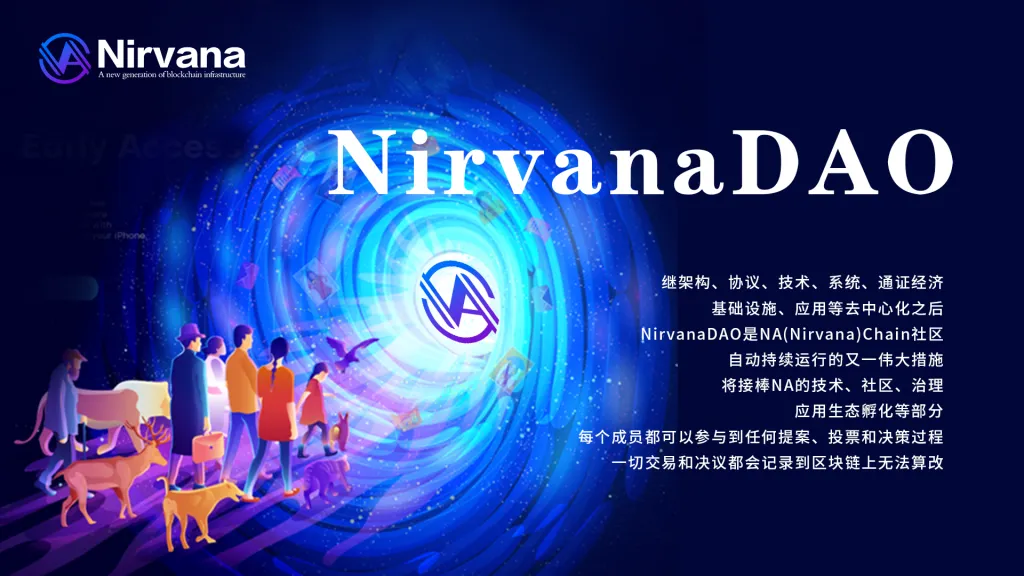 Nirvana
A new generation of blockchain infrastructure
Early Access
your iPhone
NirvanaDAO
继架构、协议、技术、系统、通证经济
基础设施、应用等去中心化之后
NirvanaDAO是NA(Nirvana)Chain社区
自动持续运行的又一伟大措施
将接棒NA的技术、社区、治理
应用生态孵化等部分
每个成员都可以参与到任何提案、投票和决策过程
一切交易和决议都会记录到区块链上无法算改